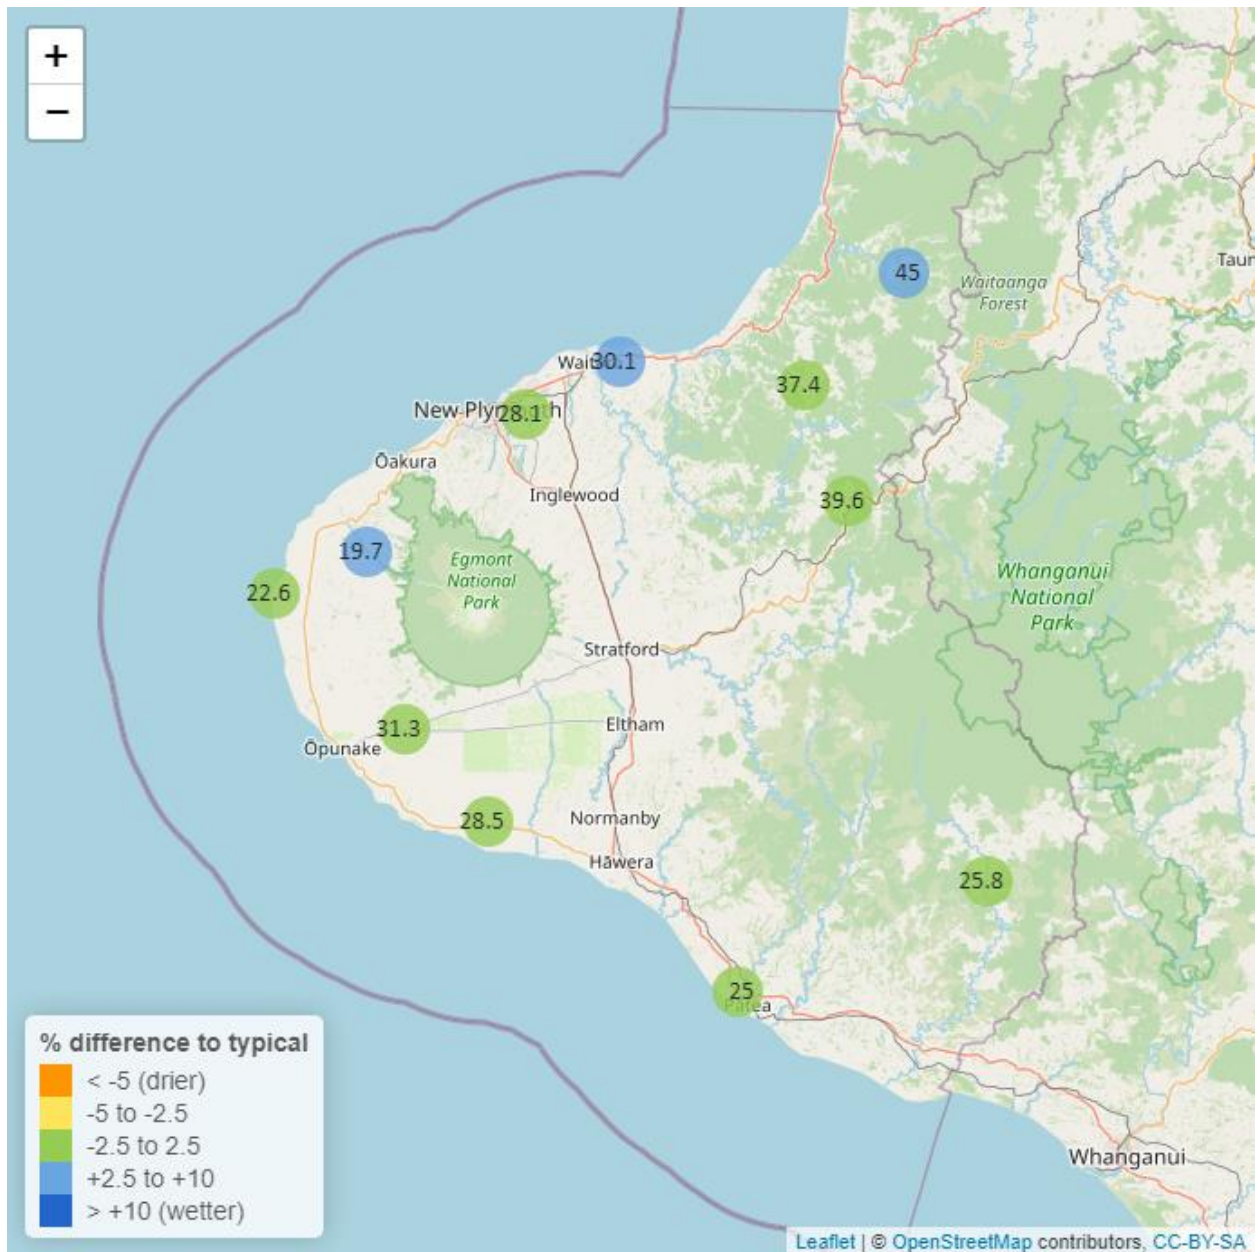 +
−
45
Taun
Waitaanga
Forest
30.1
37.4
New Plym th
28.1
Ōakura
39.6
Inglewood
19.7
Egmont
National
Park
22.6
Whanganui
National
Park
Stratford
31.3
Eltham
Ōpunake
28.5
Normanby
Hāwera
25.8
25
Patea
% difference to typical
< -5 (drier)
-5 to -2.5
-2.5 to 2.5
+2.5 to +10
> +10 (wetter)
Whanganui
Leaflet | © OpenStreetMap contributors, CC-BY-SA